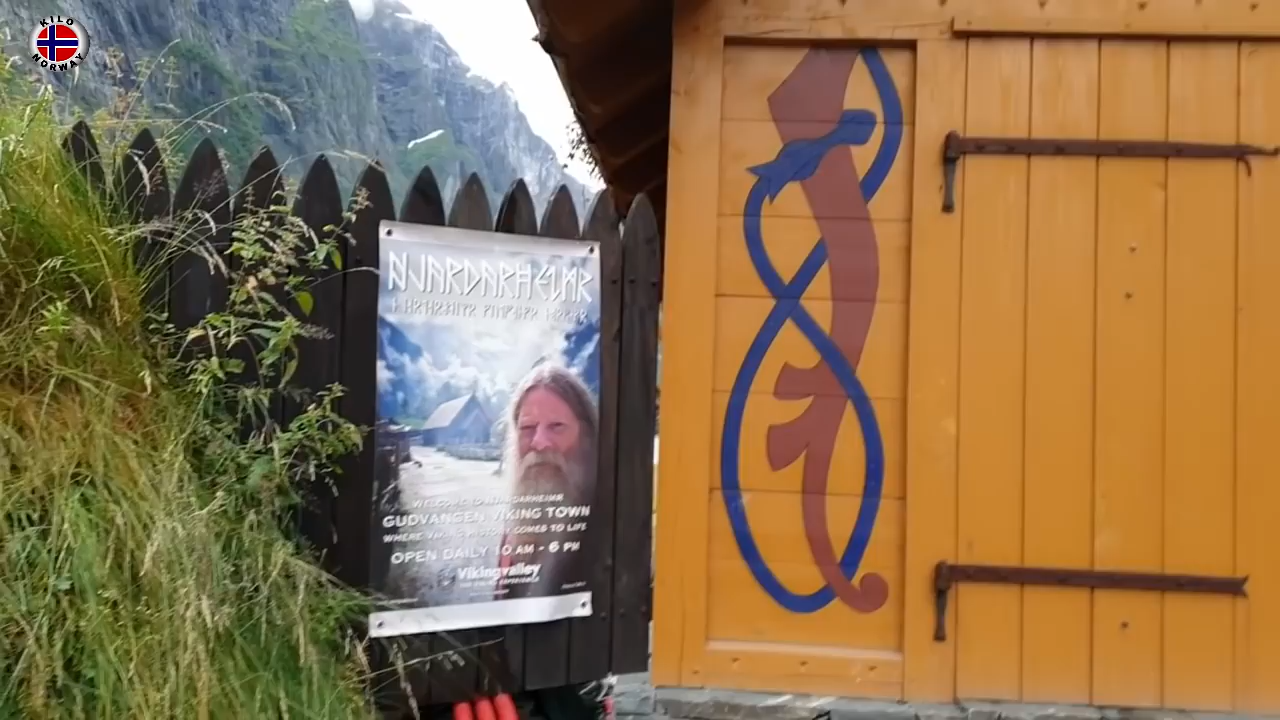 KILO
NORWAY
NJARDARHEIMR
WELCOME TO NJARDARHEIMR
GUDVANGEN VIKING TOWN
WHERE VIKING HISTORY COMES TO LIFE
OPEN DAILY 10 AM - 6 PM
Vikingvalley